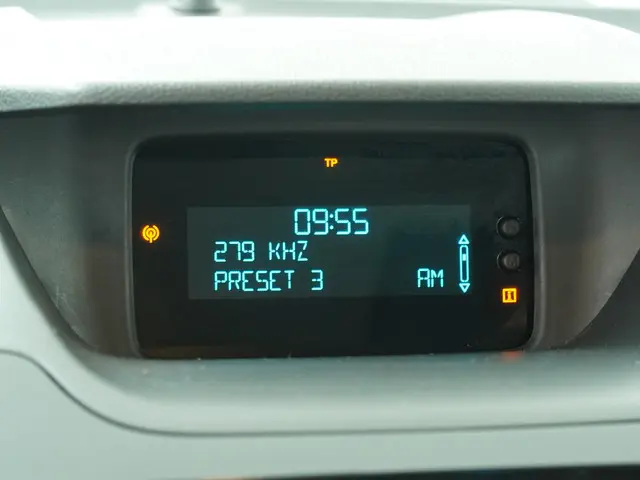 TP
09:55
279 KHZ
PRESET 3 AM